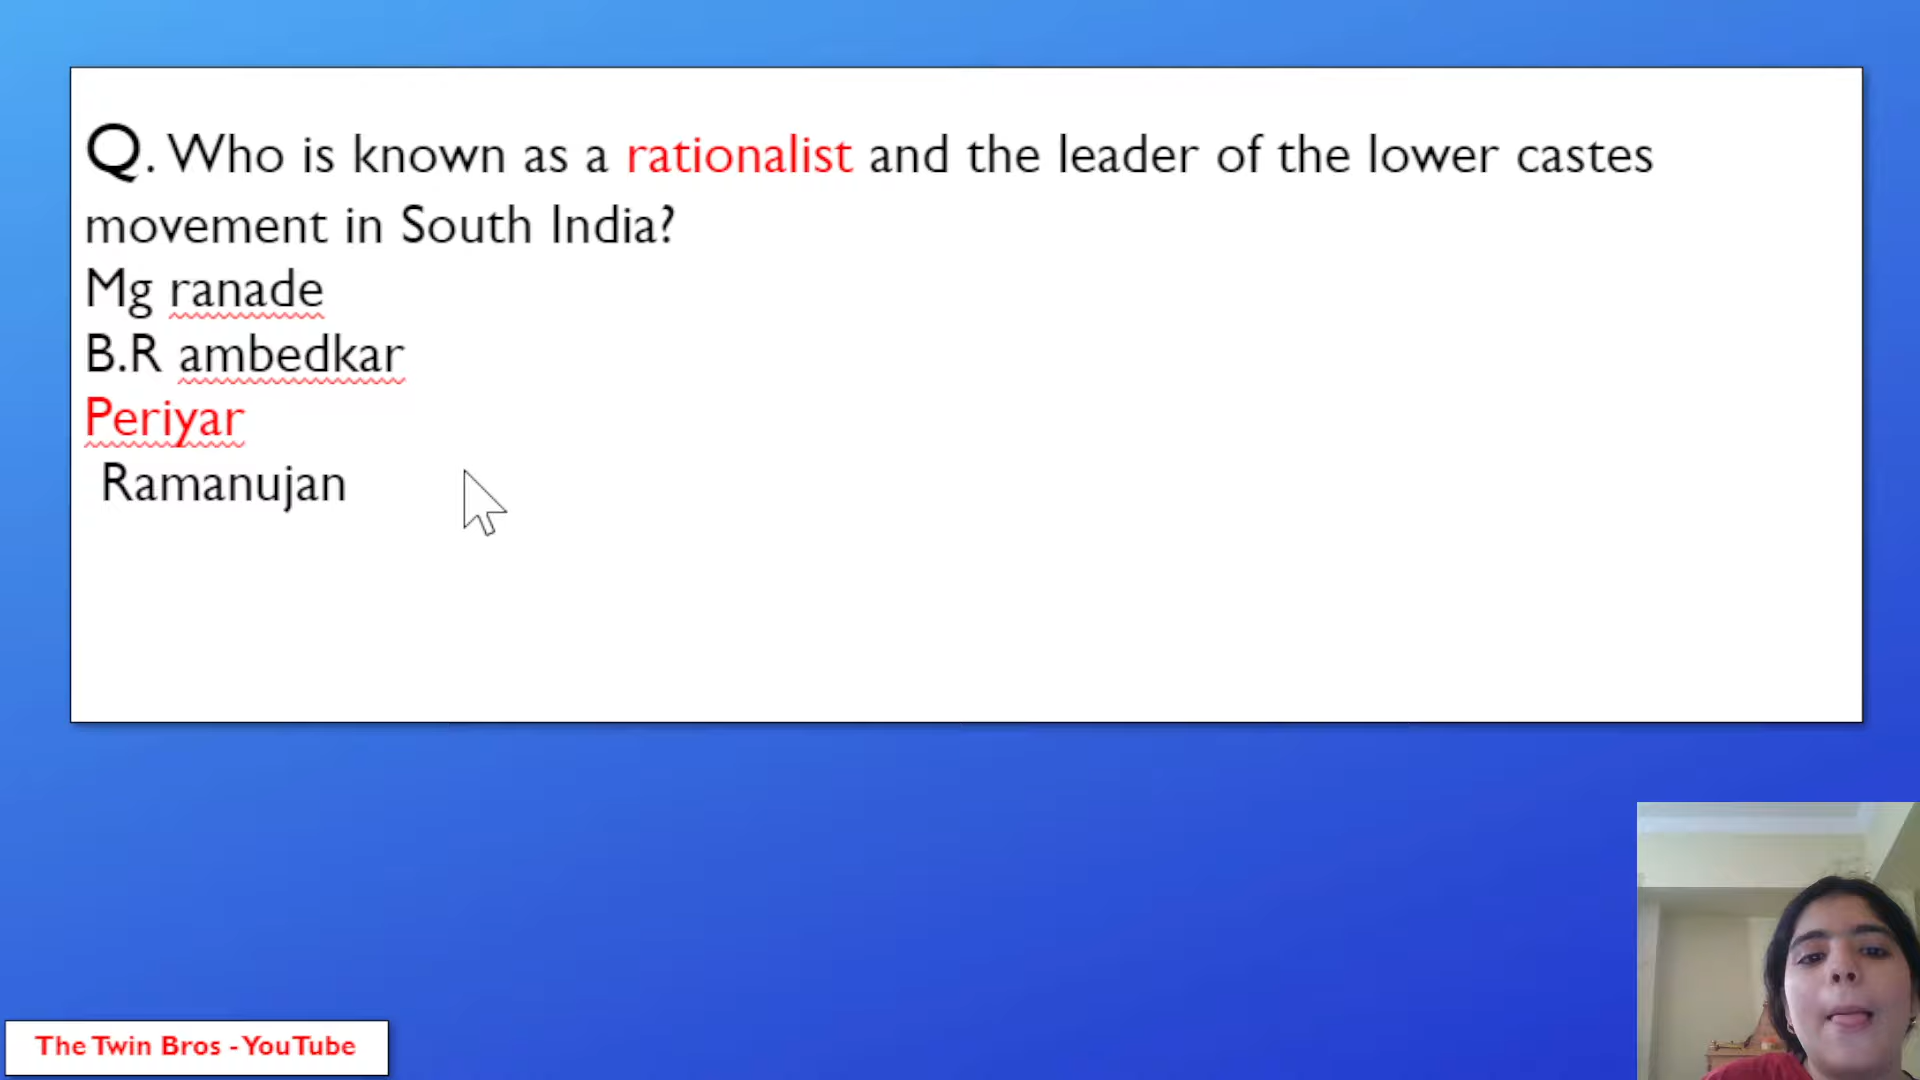 Q. Who is known as a rationalist and the leader of the lower castes
movement in South India?
Mg ranade
B.R ambedkar
Periyar
Ramanujan
The Twin Bros - YouTube